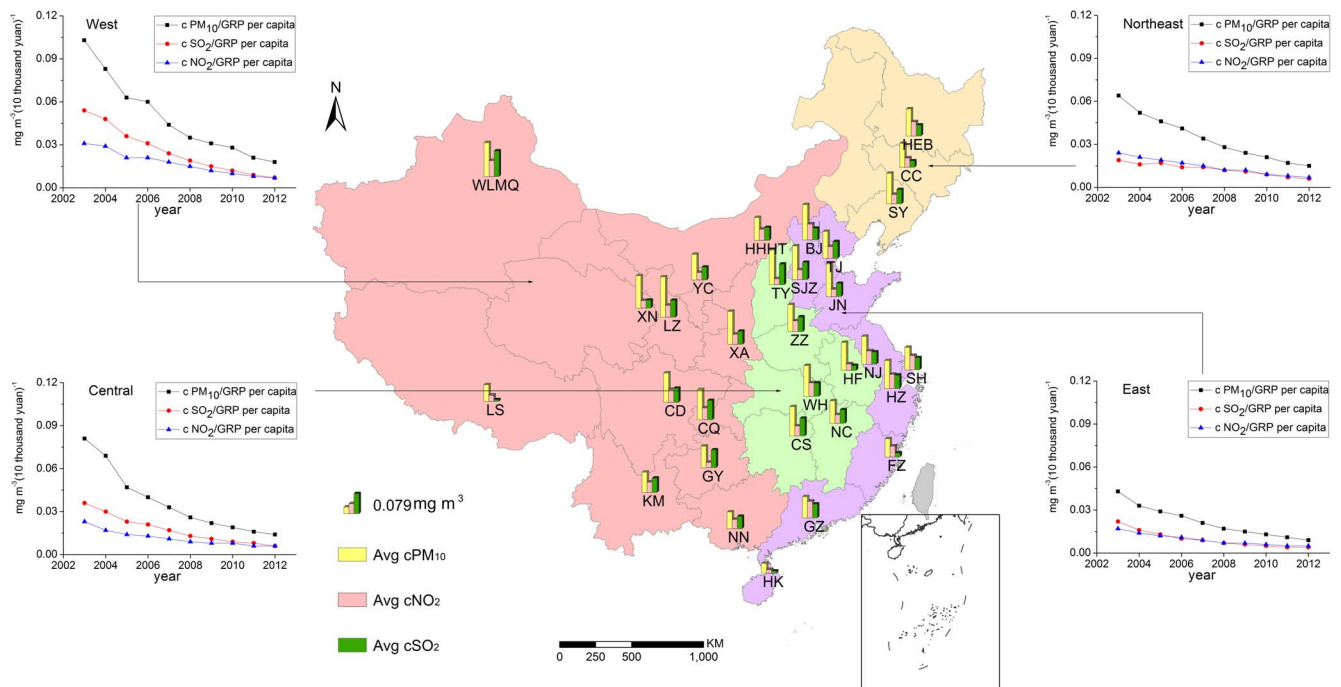 West
c PM10/GRP per capita
c SO2/GRP per capita
c NO2/GRP per capita
mg m-3(10 thousand yuan)-1
0.12
0.09
0.06
0.03
0.00
2002 2004 2006 2008 2010 2012
year
Northeast
c PM10/GRP per capita
c SO2/GRP per capita
c NO2/GRP per capita
mg m-3(10 thousand yuan)-1
0.12
0.09
0.06
0.03
0.00
2002 2004 2006 2008 2010 2012
year
N
HEB
CC
SY
WLMQ
HHHT
BJ
TJ
YC
TY
SJZ
JN
XN
LZ
ZZ
XA
HF
NJ
SH
LS
CD
WH
HZ
CQ
CS
NC
GY
FZ
KM
GZ
NN
HK
Central
c PM10/GRP per capita
c SO2/GRP per capita
c NO2/GRP per capita
mg m-3(10 thousand yuan)-1
0.12
0.09
0.06
0.03
0.00
2002 2004 2006 2008 2010 2012
year
East
c PM10/GRP per capita
c SO2/GRP per capita
c NO2/GRP per capita
mg m-3(10 thousand yuan)-1
0.12
0.09
0.06
0.03
0.00
2002 2004 2006 2008 2010 2012
year
0.079mg m3
Avg cPM10
Avg cNO2
Avg cSO2
KM
0 250 500 1,000